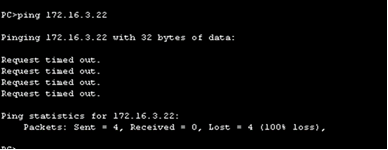 PC>ping 172.16.3.22
Pinging 172.16.3.22 with 32 bytes of data:
Request timed out.
Request timed out.
Request timed out.
Request timed out.
Ping statistics for 172.16.3.22:
Packets: Sent = 4, Received = 0, Lost = 4 (100% loss),
PC>